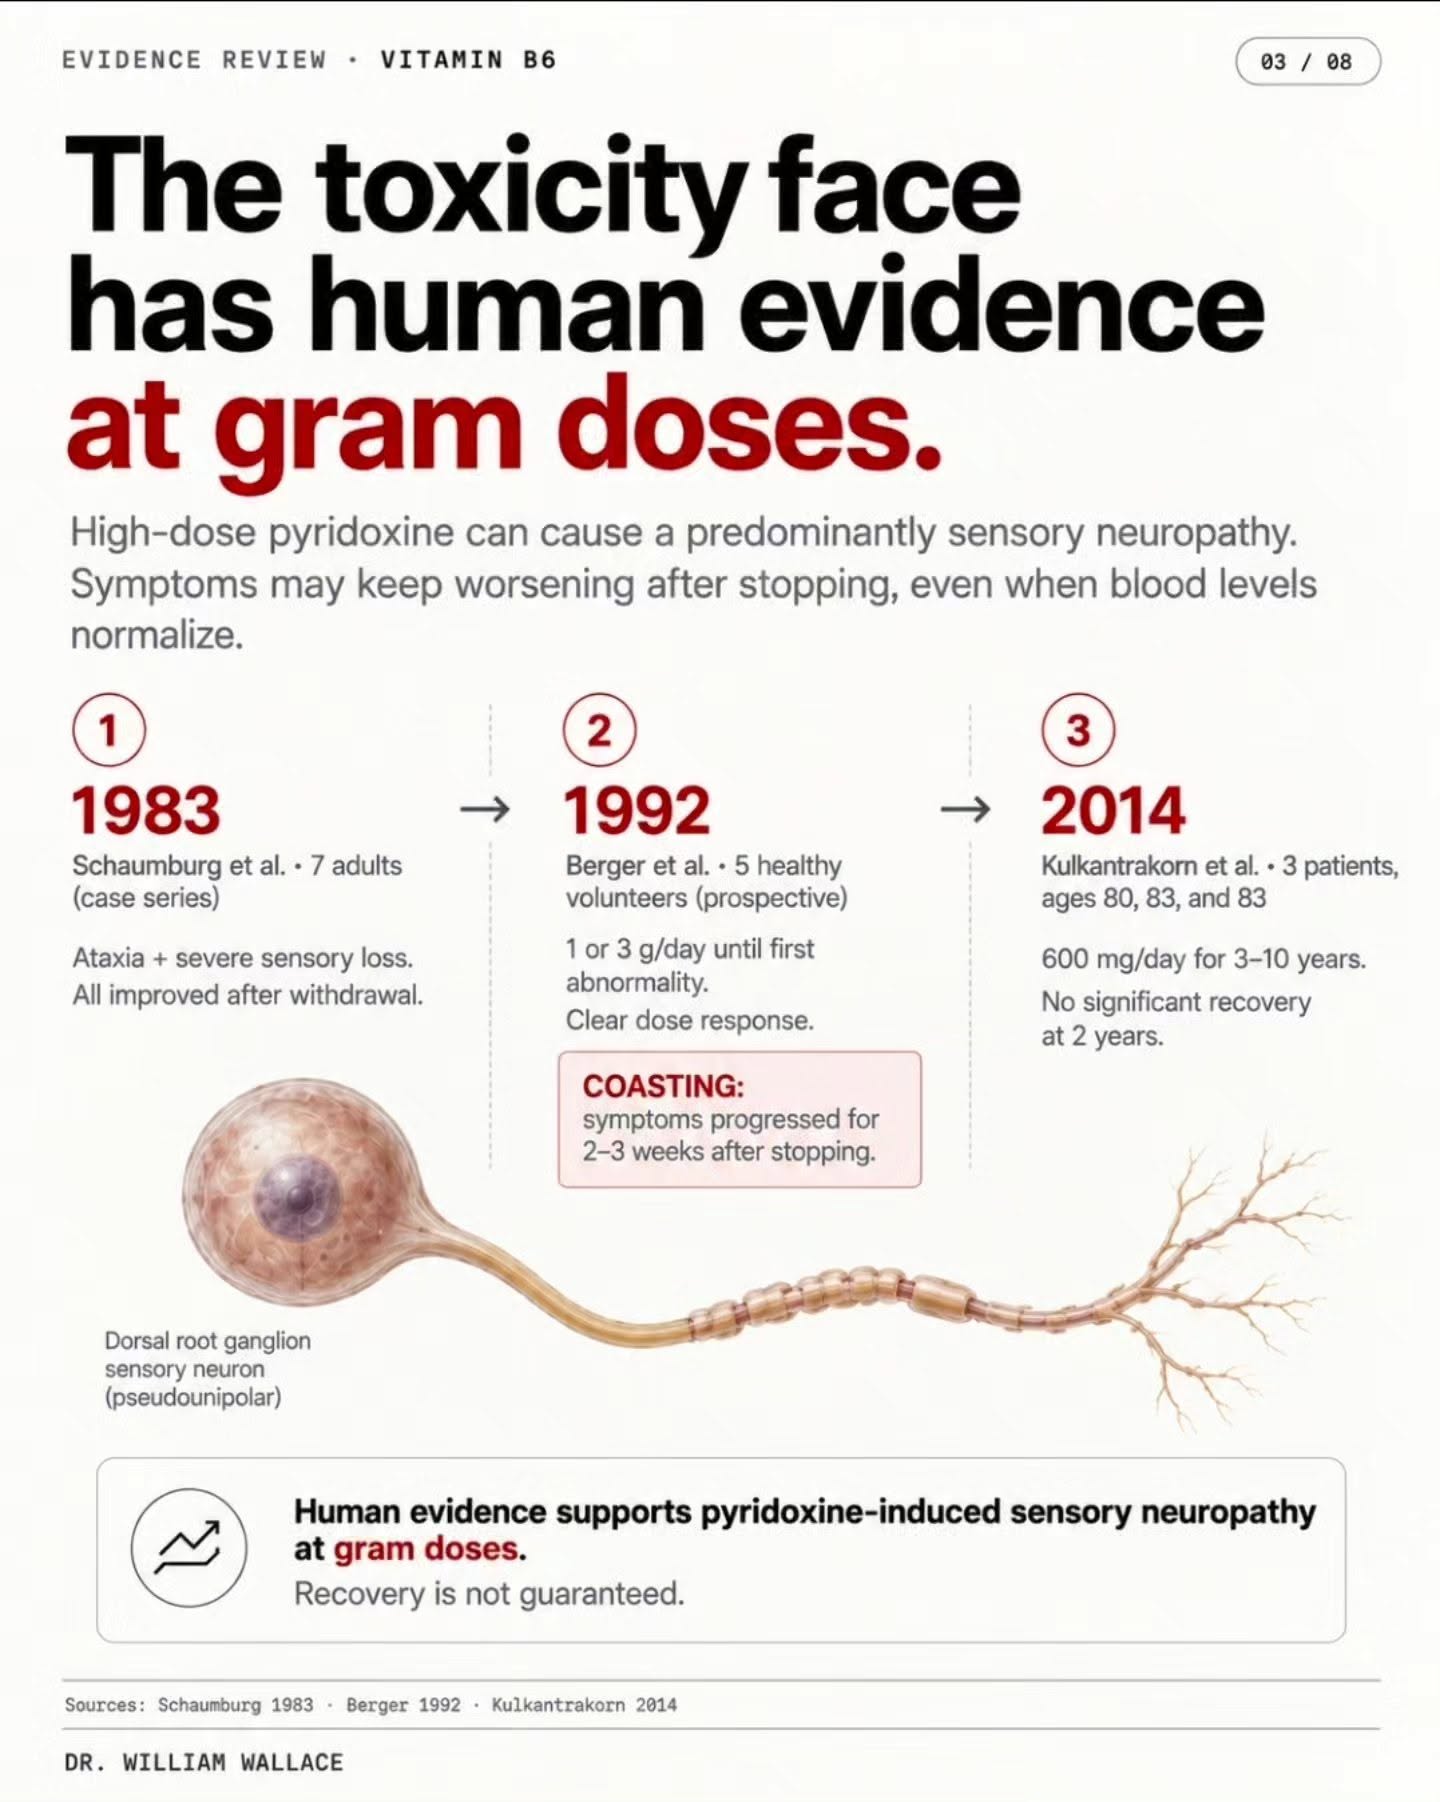 EVIDENCE REVIEW · VITAMIN B6
03 / 08
The toxicity face
has human evidence
at gram doses.
High-dose pyridoxine can cause a predominantly sensory neuropathy.
Symptoms may keep worsening after stopping, even when blood levels
normalize.
1
1983
Schaumburg et al. • 7 adults
(case series)
Ataxia + severe sensory loss.
All improved after withdrawal.
→
2
1992
Berger et al. • 5 healthy
volunteers (prospective)
1 or 3 g/day until first
abnormality.
Clear dose response.
COASTING:
symptoms progressed for
2–3 weeks after stopping.
→
3
2014
Kulkantrakorn et al. • 3 patients,
ages 80, 83, and 83
600 mg/day for 3–10 years.
No significant recovery
at 2 years.
Dorsal root ganglion
sensory neuron
(pseudounipolar)
Human evidence supports pyridoxine-induced sensory neuropathy
at gram doses.
Recovery is not guaranteed.
Sources: Schaumburg 1983 · Berger 1992 · Kulkantrakorn 2014
DR. WILLIAM WALLACE